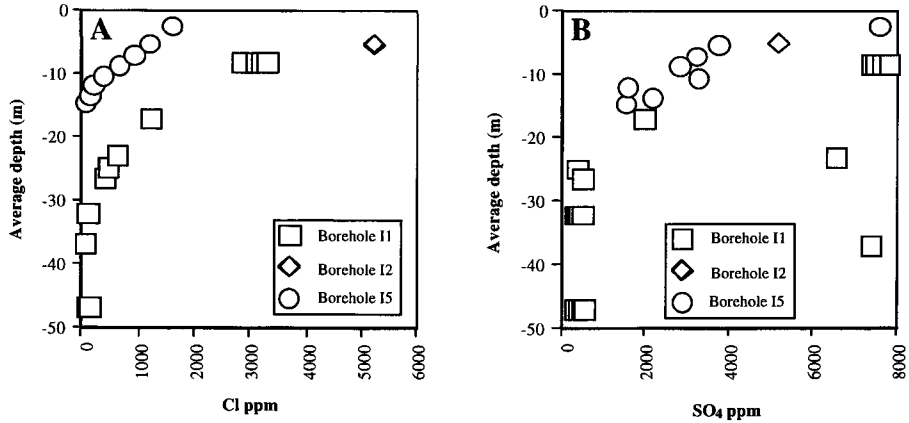 A
0
-10
-20
-30
-40
-50
Average depth (m)
Borehole I1
Borehole I2
Borehole I5
0
1000
2000
3000
4000
5000
6000
Cl ppm
B
0
-10
-20
-30
-40
-50
Average depth (m)
Borehole I1
Borehole I2
Borehole I5
0
2000
4000
6000
8000
SO4 ppm